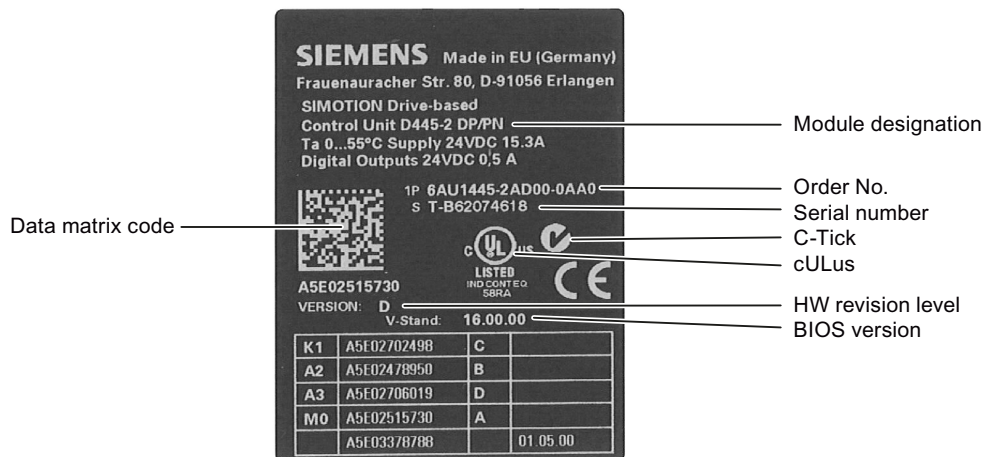 SIEMENS Made in EU (Germany)
Frauenauracher Str. 80, D-91056 Erlangen
SIMOTION Drive-based
Control Unit D445-2 DP/PN
Module designation
Ta 0...55°C Supply 24VDC 15.3A
Digital Outputs 24VDC 0,5 A
1P 6AU1445-2AD00-0AA0
Order No.
S T-B62074618
Serial number
Data matrix code
C-Tick
C UL US
cULus
LISTED
IND CONT EQ
58RA
CE
A5E02515730
VERSION: D
HW revision level
V-Stand: 16.00.00
BIOS version
K1 A5E02702498 C
A2 A5E02478950 B
A3 A5E02706019 D
M0 A5E02515730 A
A5E03378788 01.05.00